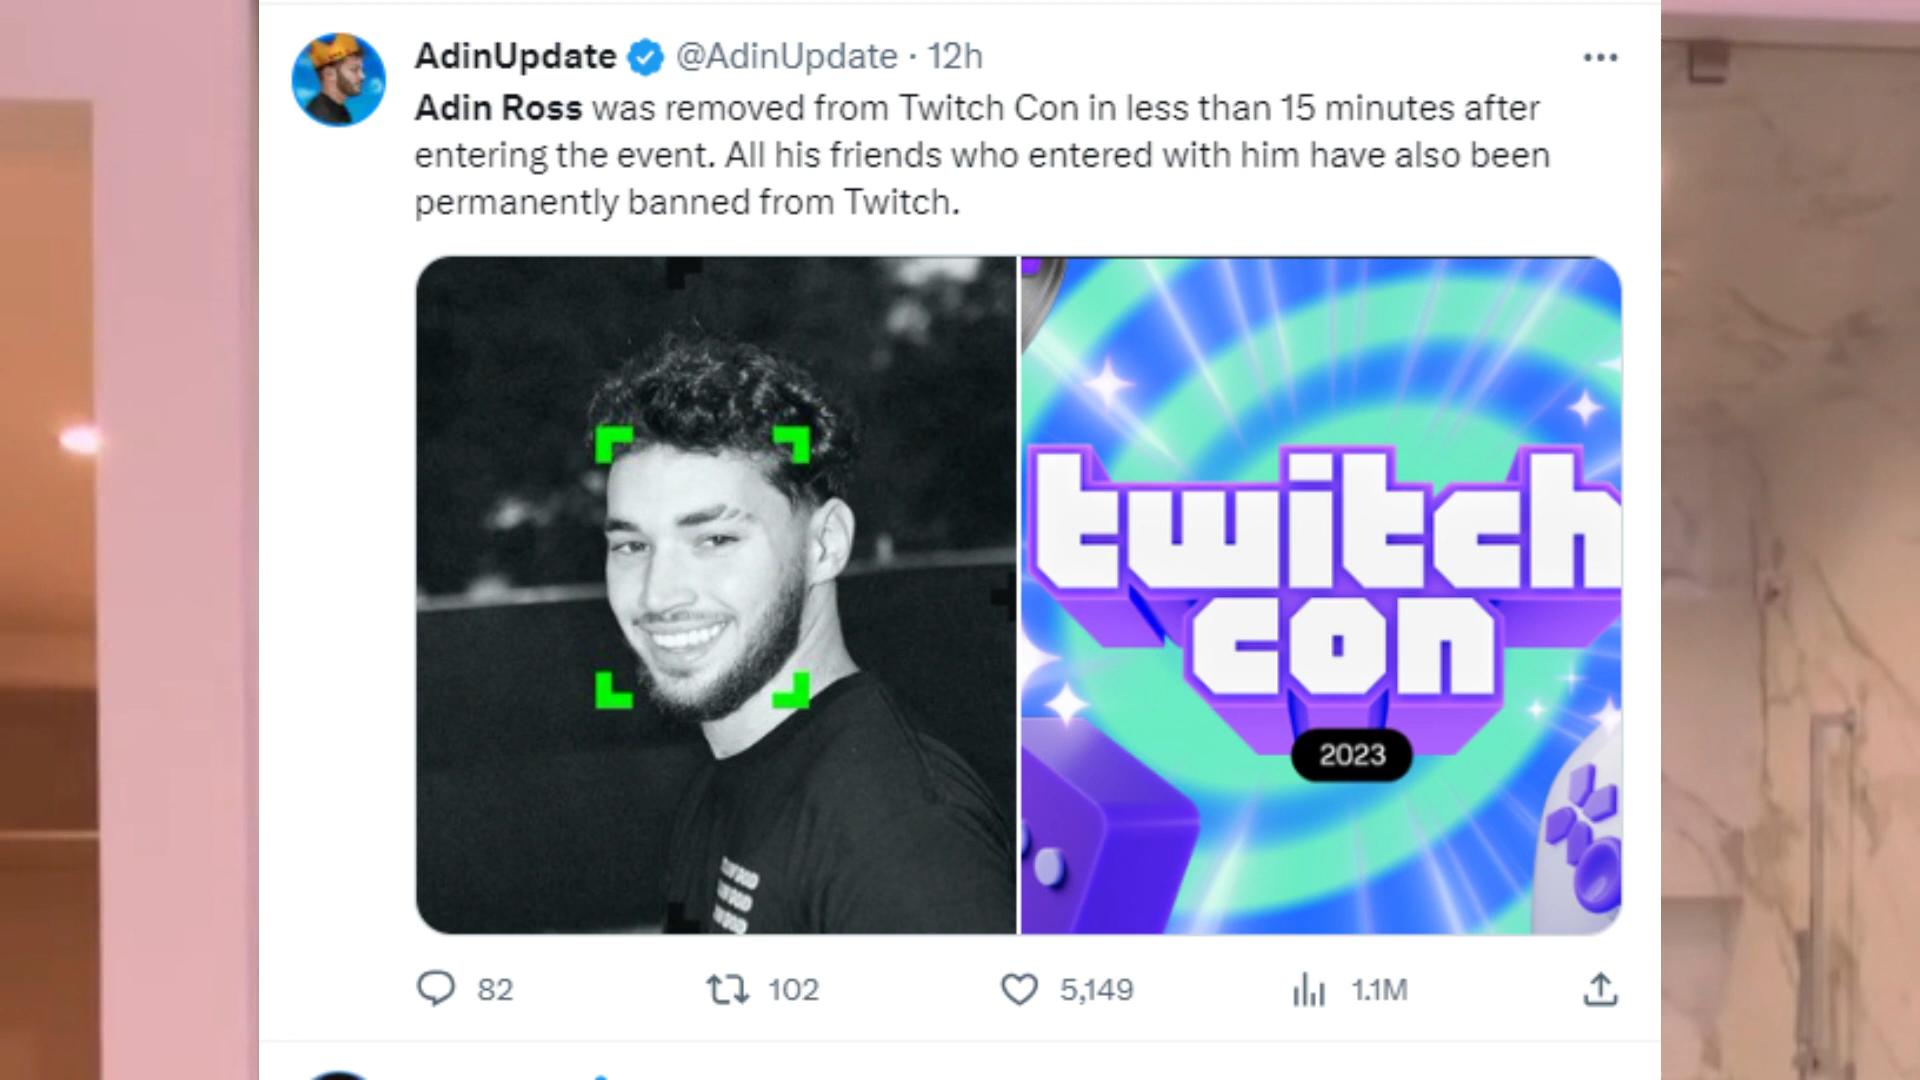 AdinUpdate @AdinUpdate · 12h
Adin Ross was removed from Twitch Con in less than 15 minutes after
entering the event. All his friends who entered with him have also been
permanently banned from Twitch.
twitch
con
2023
82 102 5,149 1.1M